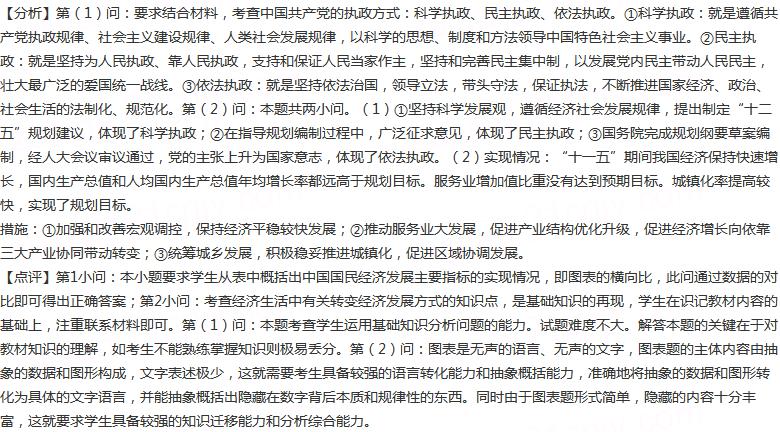 【分析】第（1）问：要求结合材料，考查中国共产党的执政方式：科学执政、民主执政、依法执政。①科学执政：就是遵循共
产党执政规律、社会主义建设规律、人类社会发展规律，以科学的思想、制度和方法领导中国特色社会主义事业。②民主执
政：就是坚持为人民执政、靠人民执政，支持和保证人民当家作主，坚持和完善民主集中制，以发展党内民主带动人民民主，
壮大最广泛的爱国统一战线。③依法执政：就是坚持依法治国，领导立法，带头守法，保证执法，不断推进国家经济、政治、
社会生活的法制化、规范化。第（2）问：本题共两小问。（1）①坚持科学发展观，遵循经济社会发展规律，提出制定“十二
五”规划建议，体现了科学执政；②在指导规划编制过程中，广泛征求意见，体现了民主执政；③国务院完成规划纲要草案编
制，经人大会议审议通过，党的主张上升为国家意志，体现了依法执政。（2）实现情况：“十一五”期间我国经济保持快速增
长，国内生产总值和人均国内生产总值年均增长率都远高于规划目标。服务业增加值比重没有达到预期目标。城镇化率提高较
快，实现了规划目标。
措施：①加强和改善宏观调控，保持经济平稳较快发展；②推动服务业大发展，促进产业结构优化升级，促进经济增长向依靠
三大产业协同带动转变；③统筹城乡发展，积极稳妥推进城镇化，促进区域协调发展。
【点评】第1小问：本小题要求学生从表中概括出中国国民经济发展主要指标的实现情况，即图表的横向比，此问通过数据的对
比即可得出正确答案；第2小问：考查经济生活中有关转变经济发展方式的知识点，是基础知识的再现，学生在识记教材内容的
基础上，注重联系材料即可。第（1）问：本题考查学生运用基础知识分析问题的能力。试题难度不大。解答本题的关键在于对
教材知识的理解，如考生不能熟练掌握知识则极易丢分。第（2）问：图表是无声的语言、无声的文字，图表题的主体内容由抽
象的数据和图形构成，文字表述极少，这就需要考生具备较强的语言转化能力和抽象概括能力，准确地将抽象的数据和图形转
化为具体的文字语言，并能抽象概括出隐藏在数字背后本质和规律性的东西。同时由于图表题形式简单，隐藏的内容十分丰
富，这就要求学生具备较强的知识迁移能力和分析综合能力。